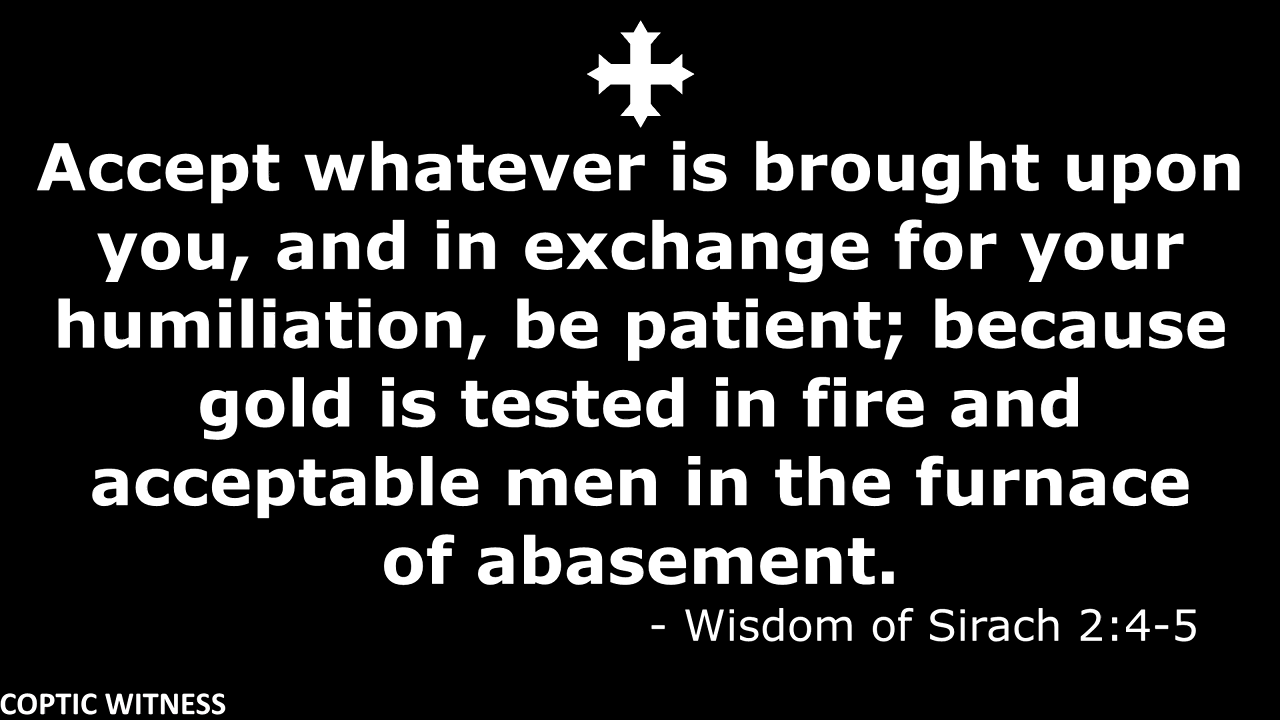 Accept whatever is brought upon
you, and in exchange for your
humiliation, be patient; because
gold is tested in fire and
acceptable men in the furnace
of abasement.
- Wisdom of Sirach 2:4-5
COPTIC WITNESS